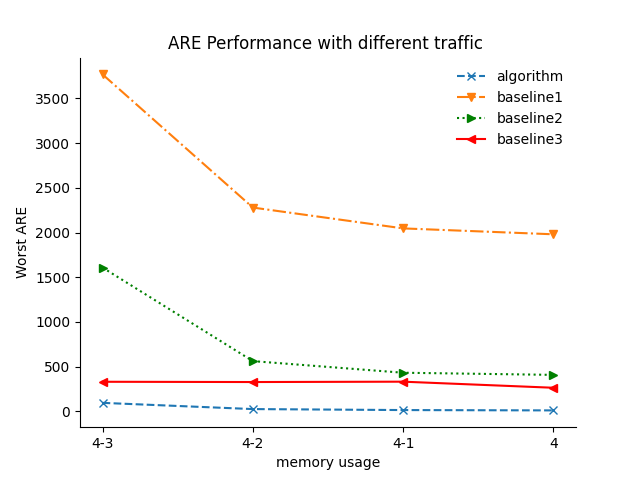 ARE Performance with different traffic
algorithm
baseline1
baseline2
baseline3
Worst ARE
3500
3000
2500
2000
1500
1000
500
0
4-3 4-2 4-1 4
memory usage